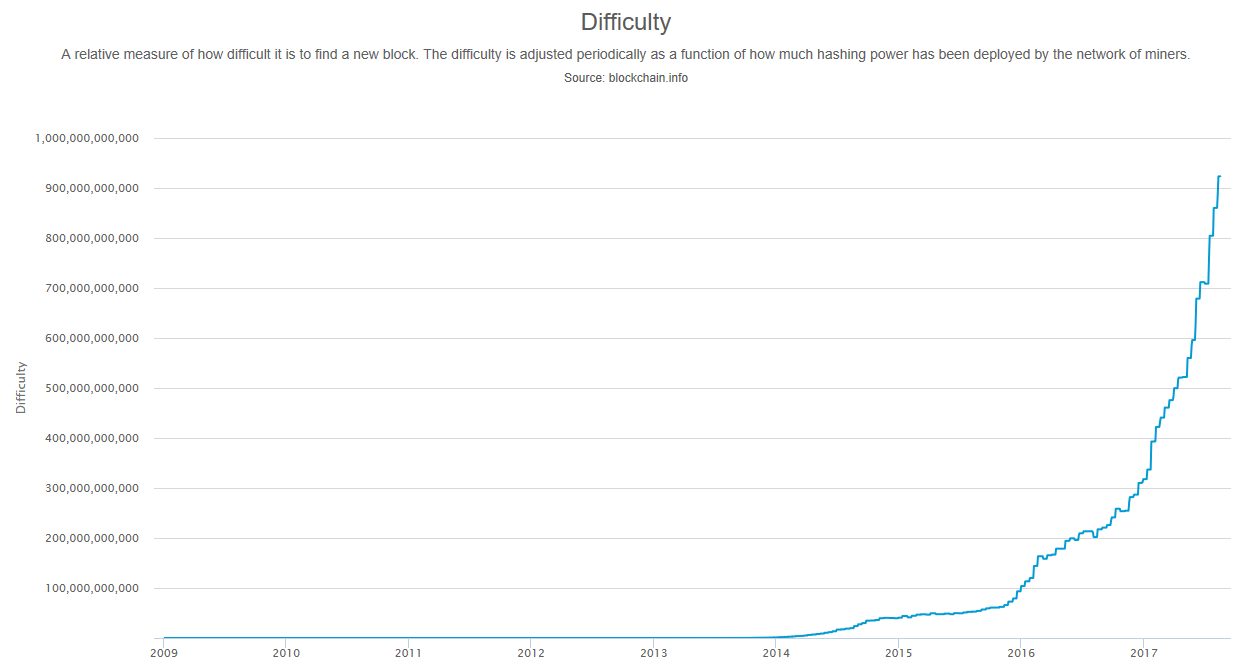 Difficulty
A relative measure of how difficult it is to find a new block. The difficulty is adjusted periodically as a function of how much hashing power has been deployed by the network of miners.
Source: blockchain.info
1,000,000,000,000
900,000,000,000
800,000,000,000
700,000,000,000
600,000,000,000
500,000,000,000
400,000,000,000
300,000,000,000
200,000,000,000
100,000,000,000
Difficulty
2009 2010 2011 2012 2013 2014 2015 2016 2017